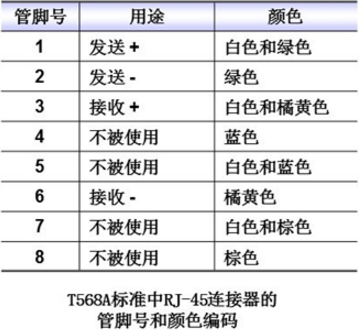 管脚号 用途 颜色
1 发送 + 白色和绿色
2 发送 - 绿色
3 接收 + 白色和橘黄色
4 不被使用 蓝色
5 不被使用 白色和蓝色
6 接收 - 橘黄色
7 不被使用 白色和棕色
8 不被使用 棕色
T568A标准中RJ-45连接器的
管脚号和颜色编码